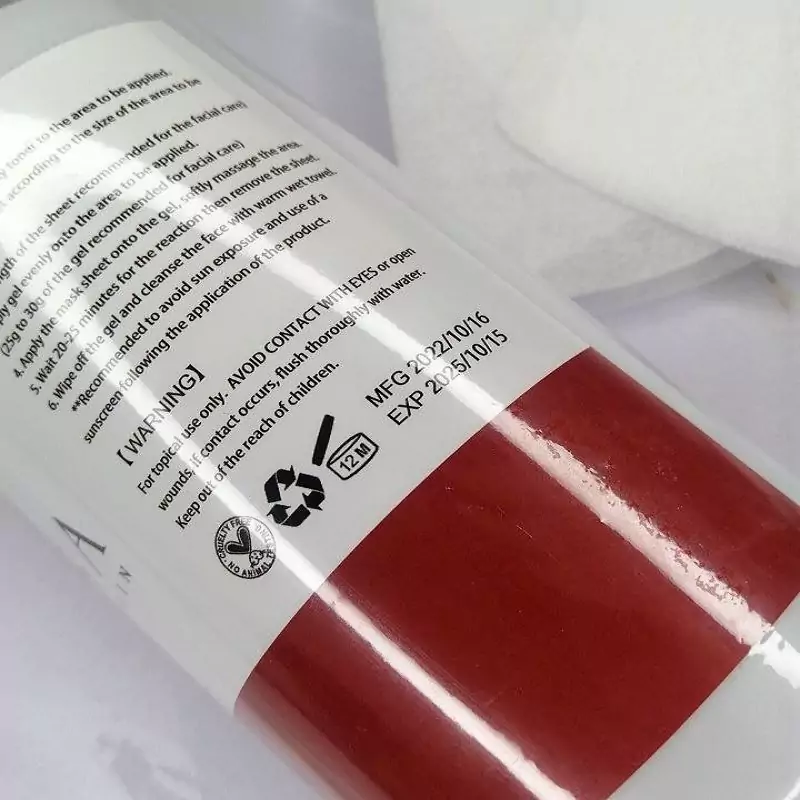 toner to the area to be applied.
according to the size of the area to be
of the sheet recommended for the facial care)
gel evenly onto the area to be applied.
(25g to 30g of the gel recommended for facial care)
4. Apply the mask sheet onto the gel, softly massage the area.
5. Wait 20-25 minutes for the reaction then remove the sheet.
6. Wipe off the gel and cleanse the face with warm wet towel.
**Recommended to avoid sun exposure and use of a
sunscreen following the application of the product.
【WARNING】
For topical use only. AVOID CONTACT WITH EYES or open
wounds, If contact occurs, flush thoroughly with water.
Keep out of the reach of children.
MFG 2022/10/16
EXP 2025/10/15
12 M
CRUELTY FREE
NO ANIMAL
A